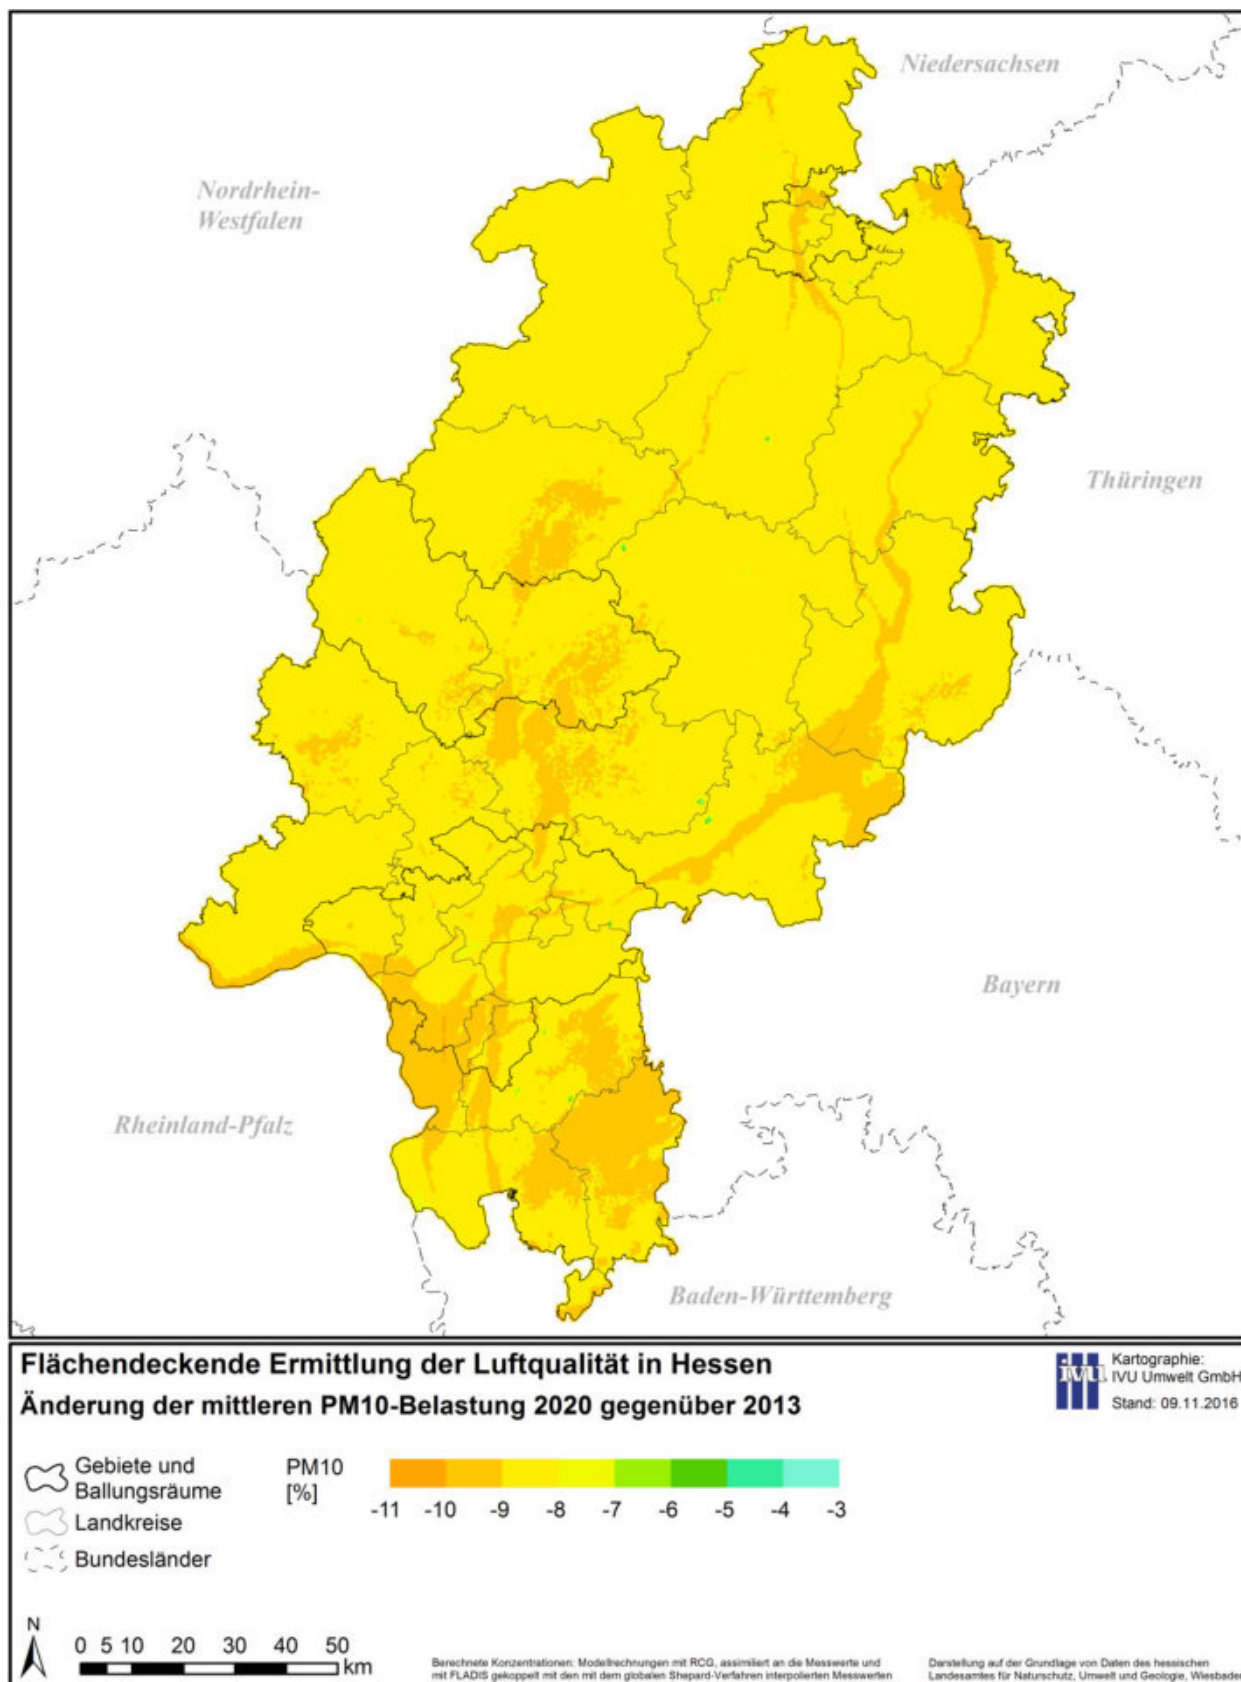 Niedersachsen
Nordrhein-
Westfalen
Thüringen
Bayern
Rheinland-Pfalz
Baden-Württemberg
Flächendeckende Ermittlung der Luftqualität in Hessen
Änderung der mittleren PM10-Belastung 2020 gegenüber 2013
ivu
Kartographie:
IVU Umwelt GmbH
Stand: 09.11.2016
Gebiete und
Ballungsräume
Landkreise
Bundesländer
PM10
[%]
-11 -10 -9 -8 -7 -6 -5 -4 -3
N
0 5 10 20 30 40 50
km
Berechnete Konzentrationen: Modellrechnungen mit RCG, assimiliert an die Messwerte und
mit FLADIS gekoppelt mit den mit dem globalen Shepard-Verfahren interpolierten Messwerten
Darstellung auf der Grundlage von Daten des hessischen
Landesamtes für Naturschutz, Umwelt und Geologie, Wiesbaden